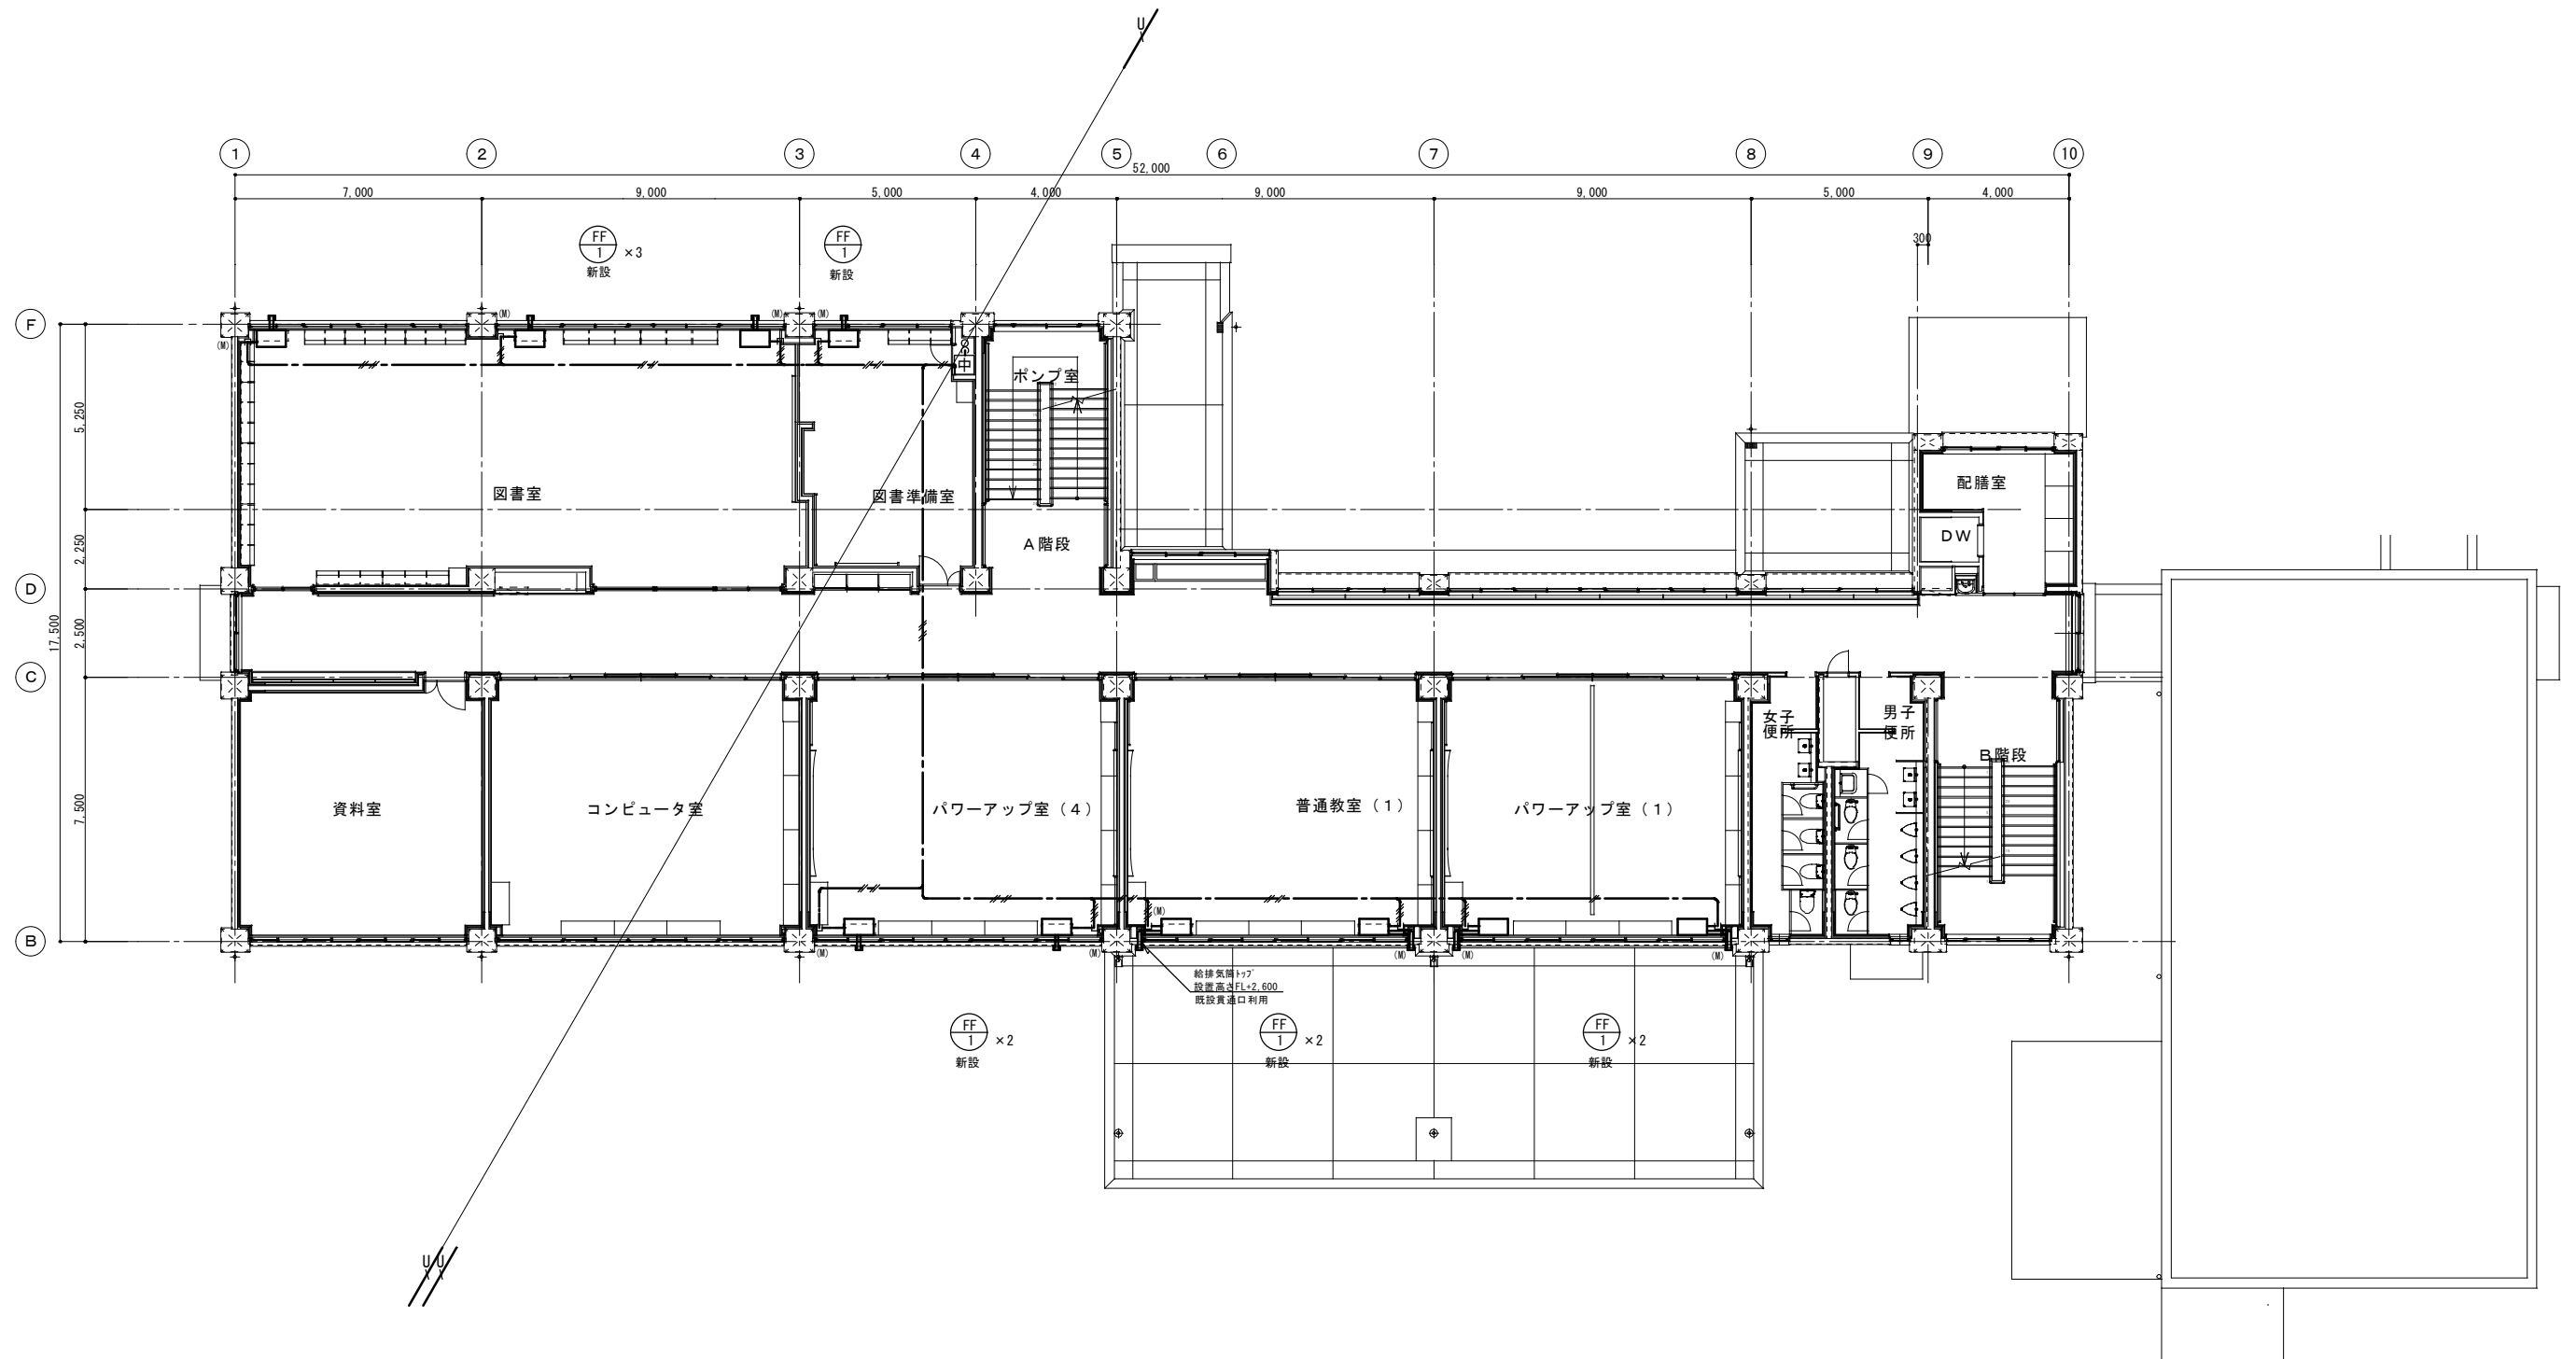 U
1
2
3
4
5
6
7
8
9
10
52,000
7,000
9,000
5,000
4,000
9,000
9,000
5,000
4,000
300
FF
1
×3
新設
FF
1
新設
F
(M)
(M)
(M)
(M)
中
ポンプ室
5,250
図書室
図書準備室
配膳室
A階段
DW
2,250
D
17,500
2,500
C
女子
便所
男子
便所
B階段
7,500
資料室
コンピュータ室
パワーアップ室(4)
普通教室(1)
パワーアップ室(1)
(M)
B
(M)
(M)
(M)
(M)
(M)
給排気筒トップ
設置高さFL+2,600
既設貫通口利用
FF
1
×2
新設
FF
1
×2
新設
FF
1
×2
新設
U
U